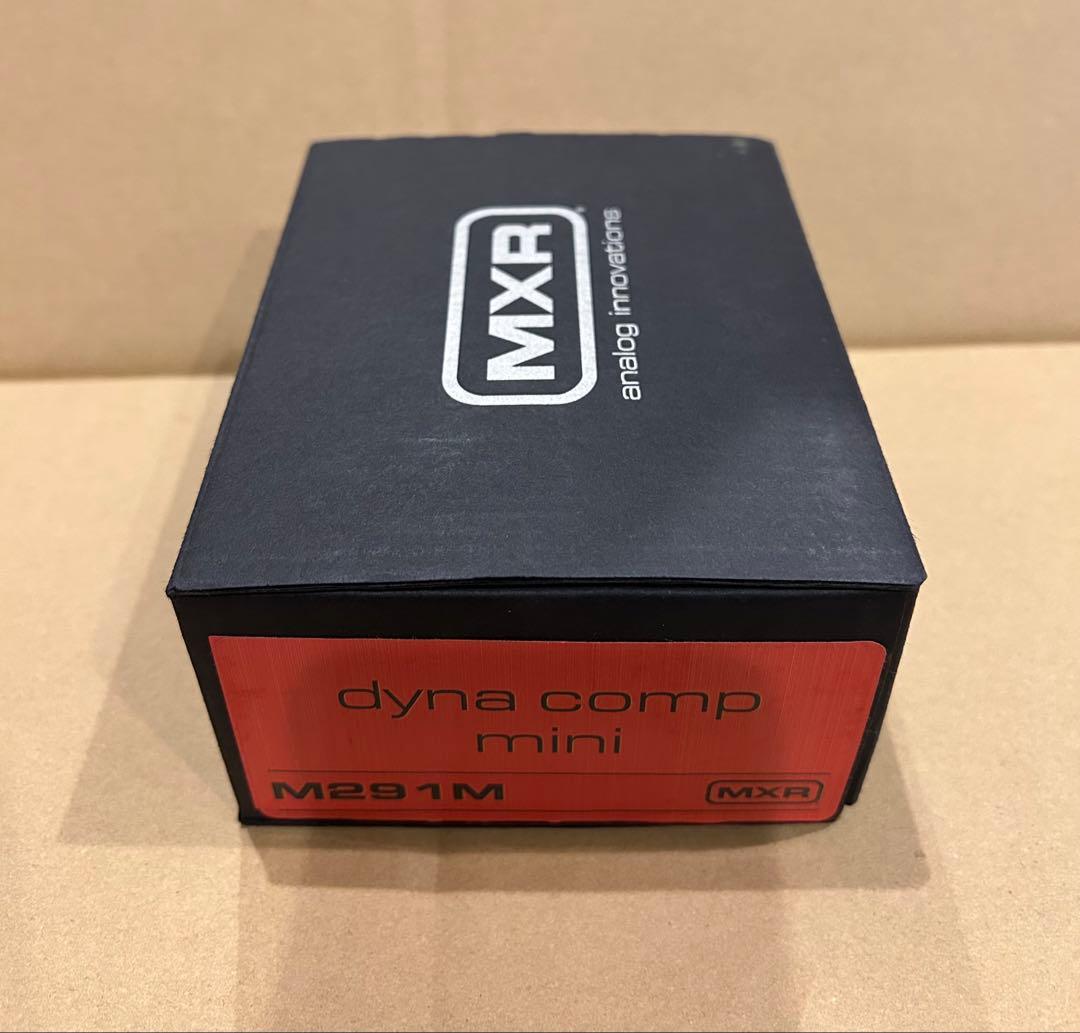 MXR
analog innovations
dyna comp
mini
M291M
MXR